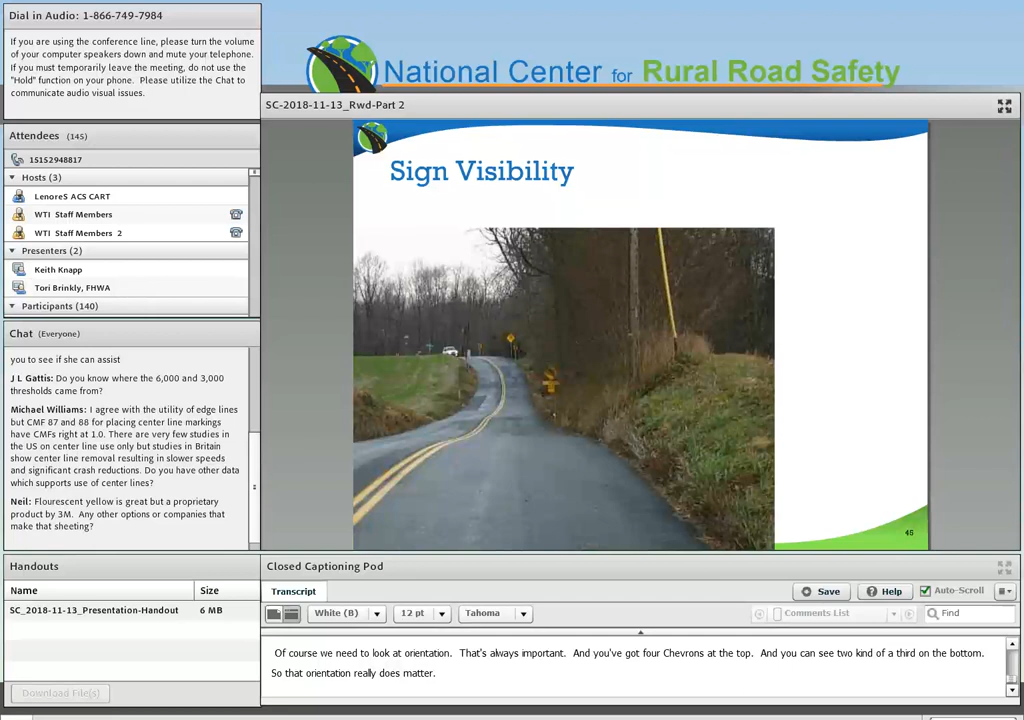 Dial in Audio: 1-866-749-7984
If you are using the conference line, please turn the volume
of your computer speakers down and mute your telephone.
If you must temporarily leave the meeting, do not use the
"Hold" function on your phone.  Please utilize the Chat to
communicate audio visual issues.
National Center for Rural Road Safety
SC-2018-11-13_Rwd-Part 2
Attendees (145)
15152948817
Hosts (3)
LenoreS ACS CART
WTI Staff Members
WTI Staff Members 2
Presenters (2)
Keith Knapp
Tori Brinkly, FHWA
Participants (140)
Sign Visibility
45
Chat (Everyone)
you to see if she can assist
J L Gattis: Do you know where the 6,000 and 3,000
thresholds came from?
Michael Williams: I agree with the utility of edge lines
but CMF 87 and 88 for placing center line markings
have CMFs right at 1.0. There are very few studies in
the US on center line use only but studies in Britain
show center line removal resulting in slower speeds
and significant crash reductions. Do you have other data
which supports use of center lines?
Neil: Flourescent yellow is great but a proprietary
product by 3M.  Any other options or companies that
make that sheeting?
Handouts
Name Size
SC_2018-11-13_Presentation-Handout 6 MB
Download File(s)
Closed Captioning Pod
Transcript
Save
Help
Auto-Scroll
White (B)
12 pt
Tahoma
Comments List
Find
Of course we need to look at orientation.  That's always important.  And you've got four Chevrons at the top.  And you can see two kind of a third on the bottom.
So that orientation really does matter.